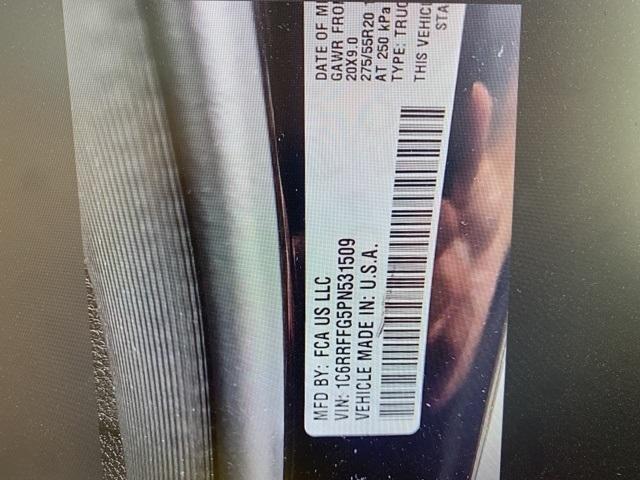 MFD BY: FCA US LLC
VIN: 1C6RRFFG5PN531509
VEHICLE MADE IN: U.S.A.
DATE OF M
GAWR FRO
20X9.0
275/55R20
AT 250 kPa
TYPE: TRUC
THIS VEHIC
STA